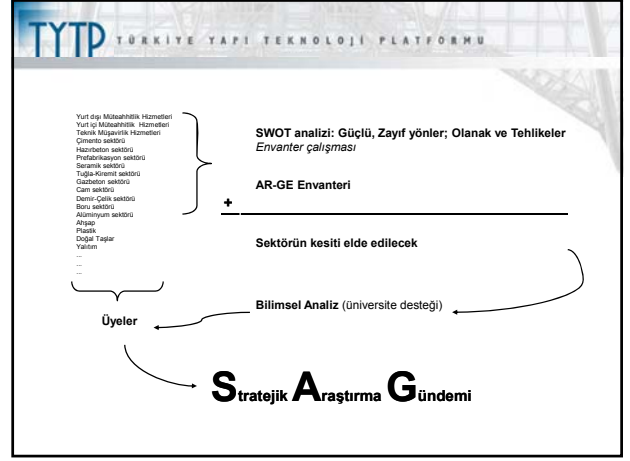 TYTP TÜRKİYE YAPI TEKNOLOJİ PLATFORMU
Yurt dışı Müteahhitlik Hizmetleri
Yurt içi Müteahhitlik Hizmetleri
Teknik Müşavirlik Hizmetleri
Çimento sektörü
Hazırbeton sektörü
Prefabrikasyon sektörü
Seramik sektörü
Tuğla-Kiremit sektörü
Gazbeton sektörü
Cam sektörü
Demir-Çelik sektörü
Boru sektörü
Alüminyum sektörü
Ahşap
Plastik
Doğal Taşlar
Yalıtım
...
...
...
Üyeler
SWOT analizi: Güçlü, Zayıf yönler; Olanak ve Tehlikeler
Envanter çalışması
AR-GE Envanteri
+
Sektörün kesiti elde edilecek
Bilimsel Analiz (üniversite desteği)
Stratejik Araştırma Gündemi